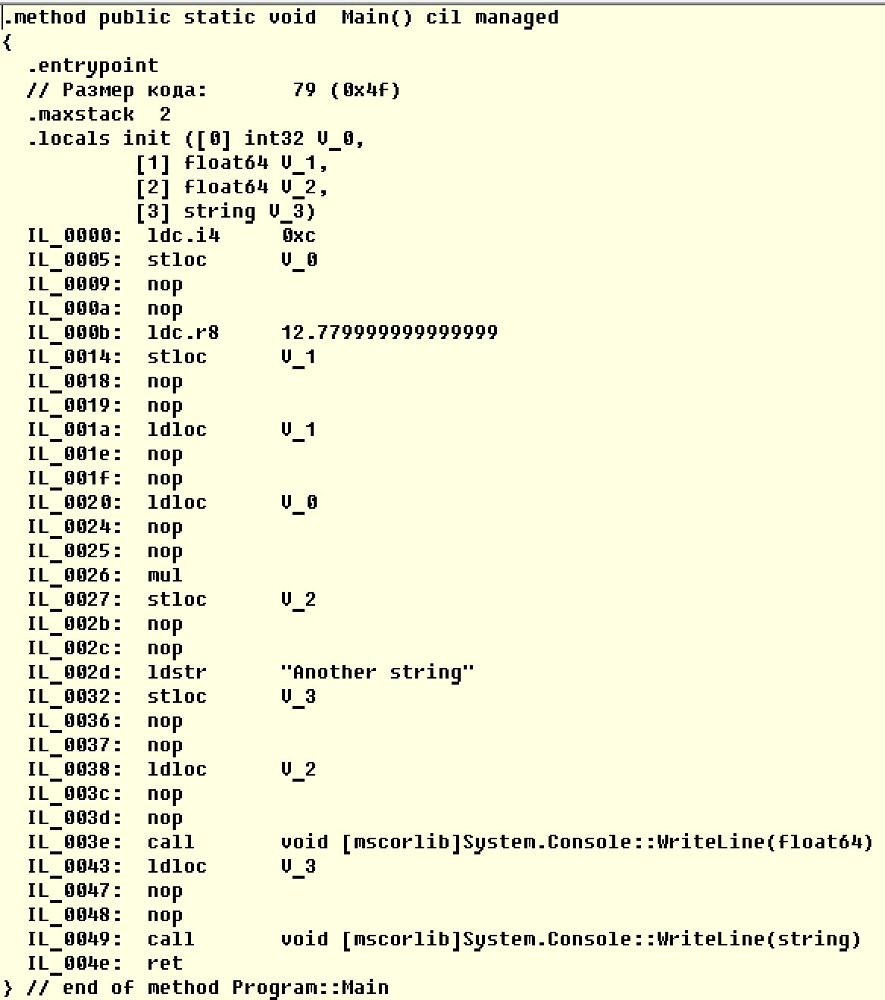 .method public static void  Main() cil managed
{
  .entrypoint
  // Размер кода:       79 (0x4f)
  .maxstack  2
  .locals init ([0] int32 V_0,
           [1] float64 V_1,
           [2] float64 V_2,
           [3] string V_3)
  IL_0000:  ldc.i4     0xc
  IL_0005:  stloc      V_0
  IL_0009:  nop
  IL_000a:  nop
  IL_000b:  ldc.r8     12.779999999999999
  IL_0014:  stloc      V_1
  IL_0018:  nop
  IL_0019:  nop
  IL_001a:  ldloc      V_1
  IL_001e:  nop
  IL_001f:  nop
  IL_0020:  ldloc      V_0
  IL_0024:  nop
  IL_0025:  nop
  IL_0026:  mul
  IL_0027:  stloc      V_2
  IL_002b:  nop
  IL_002c:  nop
  IL_002d:  ldstr      "Another string"
  IL_0032:  stloc      V_3
  IL_0036:  nop
  IL_0037:  nop
  IL_0038:  ldloc      V_2
  IL_003c:  nop
  IL_003d:  nop
  IL_003e:  call       void [mscorlib]System.Console::WriteLine(float64)
  IL_0043:  ldloc      V_3
  IL_0047:  nop
  IL_0048:  nop
  IL_0049:  call       void [mscorlib]System.Console::WriteLine(string)
  IL_004e:  ret
} // end of method Program::Main